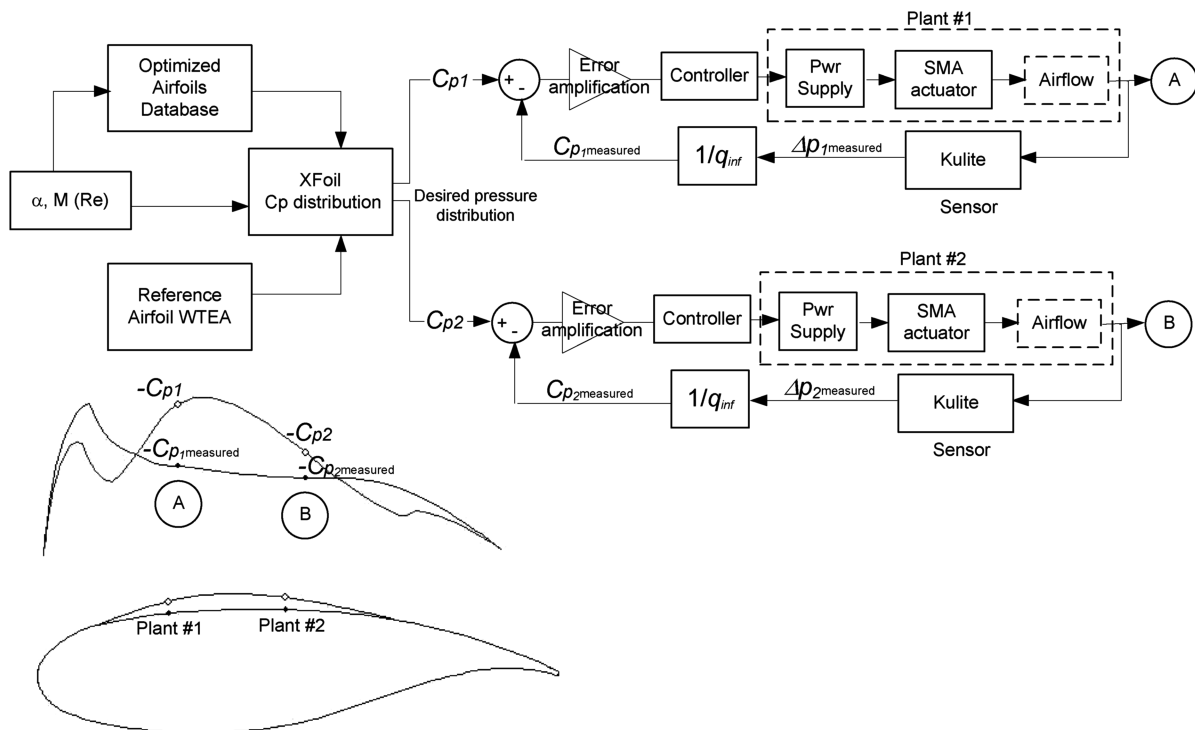 Optimized
Airfoils
Database
α, M (Re)
XFoil
Cp distribution
Reference
Airfoil WTEA
Desired pressure
distribution
Cp1
+
-
Error
amplification
Controller
Plant #1
Pwr
Supply
SMA
actuator
Airflow
A
Cp1measured
1/qinf
Δp1measured
Kulite
Sensor
Cp2
+
-
Error
amplification
Controller
Plant #2
Pwr
Supply
SMA
actuator
Airflow
B
Cp2measured
1/qinf
Δp2measured
Kulite
Sensor
-Cp1
-Cp2
-Cp1measured
-Cp2measured
A
B
Plant #1
Plant #2